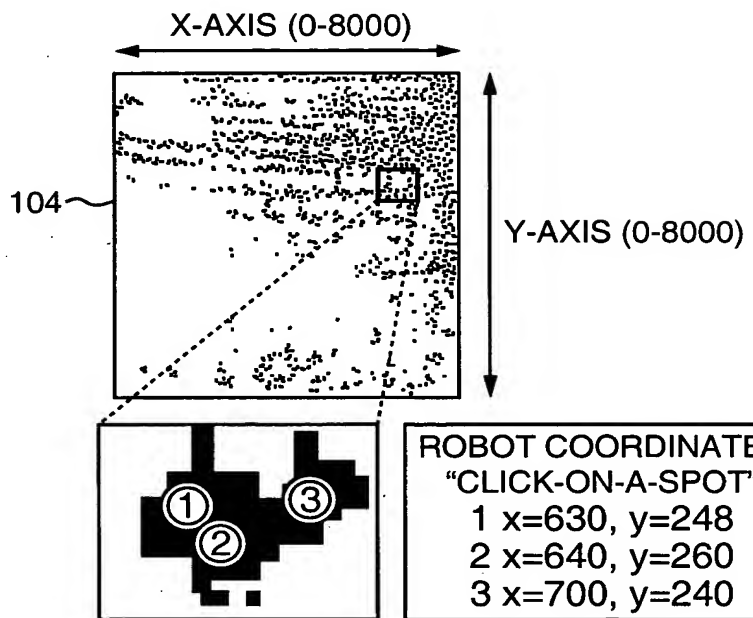 X-AXIS (0-8000)
104
Y-AXIS (0-8000)
1
2
3
ROBOT COORDINATE
"CLICK-ON-A-SPOT"
1 x=630, y=248
2 x=640, y=260
3 x=700, y=240